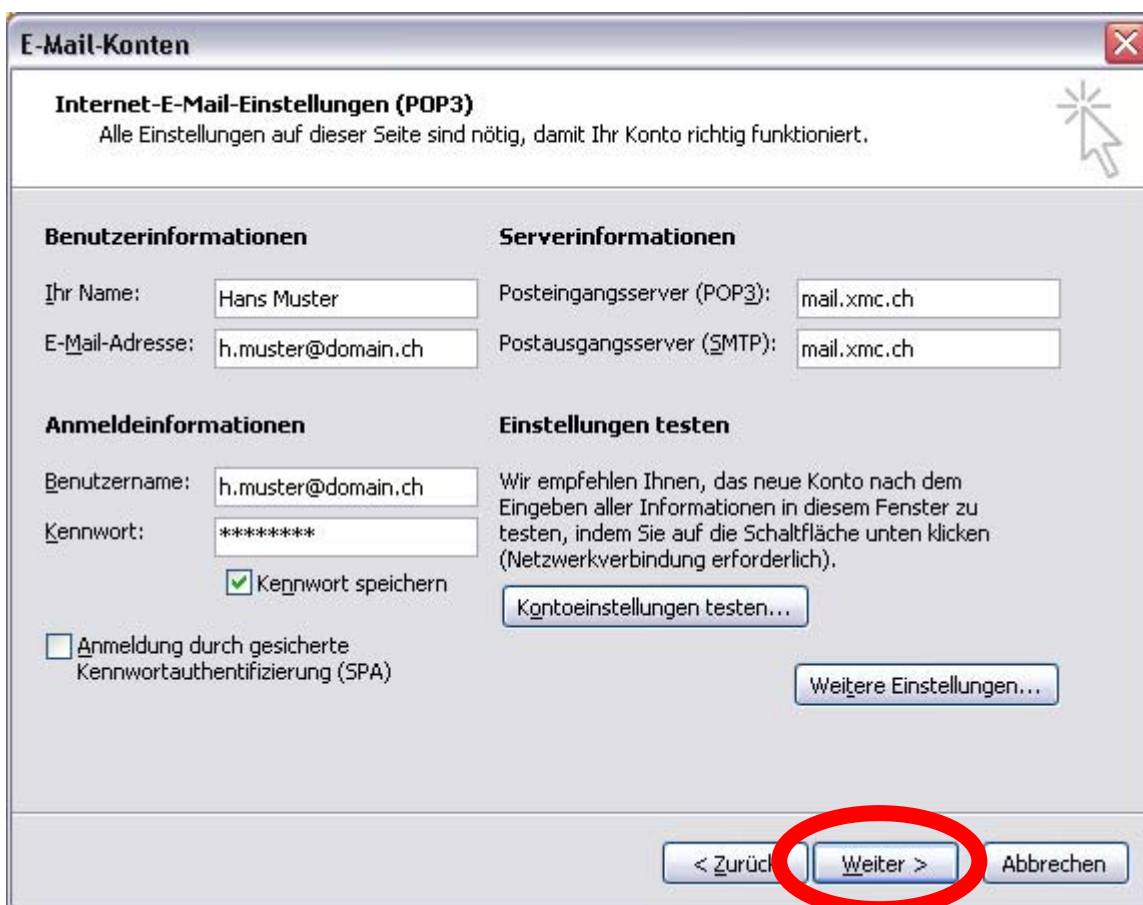 E-Mail-Konten
Internet-E-Mail-Einstellungen (POP3)
Alle Einstellungen auf dieser Seite sind nötig, damit Ihr Konto richtig funktioniert.
Benutzerinformationen
Ihr Name: Hans Muster
E-Mail-Adresse: h.muster@domain.ch
Serverinformationen
Posteingangsserver (POP3): mail.xmc.ch
Postausgangsserver (SMTP): mail.xmc.ch
Anmeldeinformationen
Benutzername: h.muster@domain.ch
Kennwort: ********
Kennwort speichern
Anmeldung durch gesicherte
Kennwortauthentifizierung (SPA)
Einstellungen testen
Wir empfehlen Ihnen, das neue Konto nach dem
Eingeben aller Informationen in diesem Fenster zu
testen, indem Sie auf die Schaltfläche unten klicken
(Netzwerkverbindung erforderlich).
Kontoeinstellungen testen...
Weitere Einstellungen...
< Zurück Weiter > Abbrechen